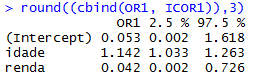 > round((cbind(OR1, ICOR1)),3)
OR1 2.5 % 97.5 %
(Intercept) 0.053 0.002 1.618
idade 1.142 1.033 1.263
renda 0.042 0.002 0.726